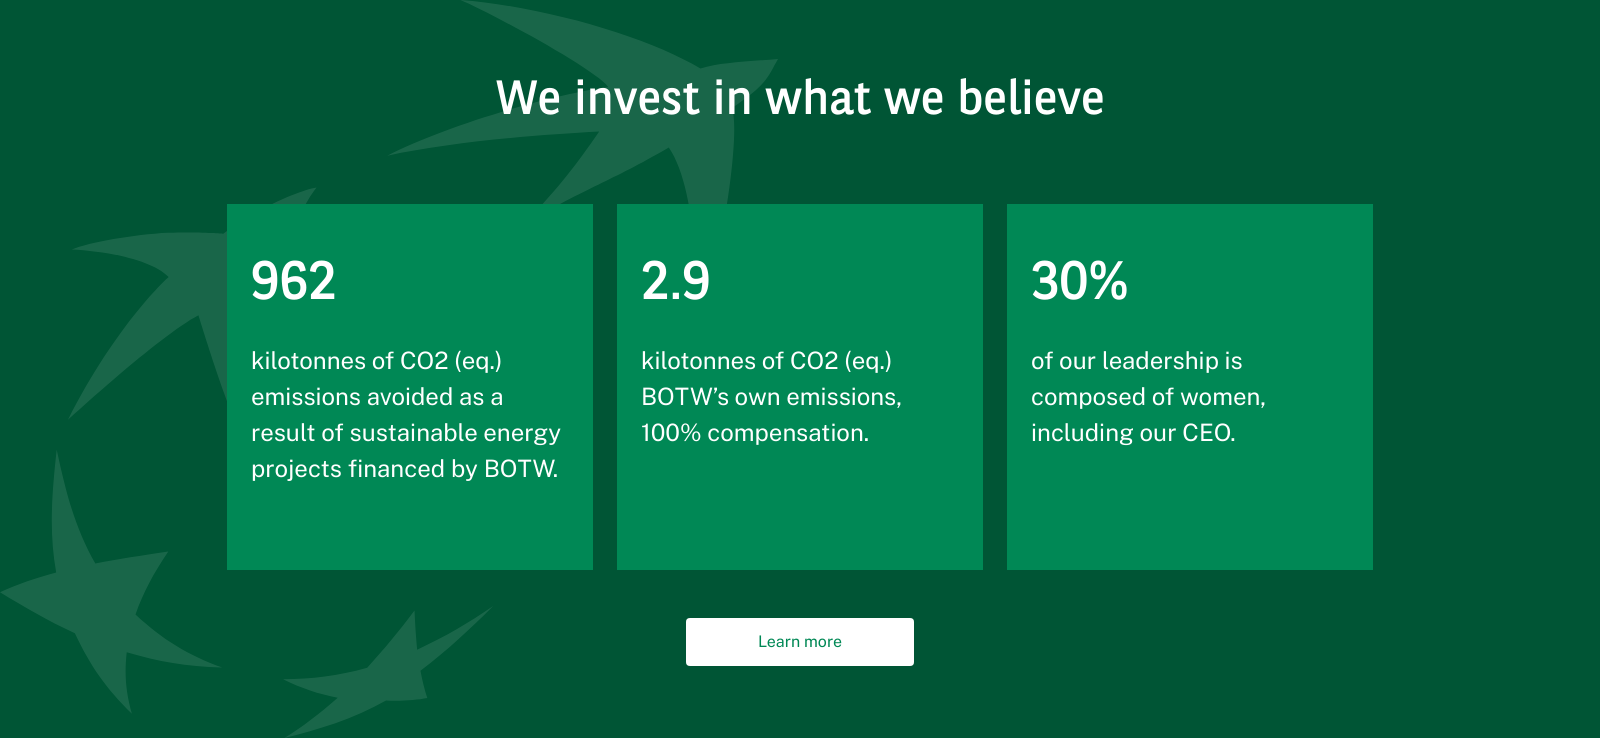 We invest in what we believe
962
kilotonnes of CO2 (eq.)
emissions avoided as a
result of sustainable energy
projects financed by BOTW.
2.9
kilotonnes of CO2 (eq.)
BOTW’s own emissions,
100% compensation.
30%
of our leadership is
composed of women,
including our CEO.
Learn more